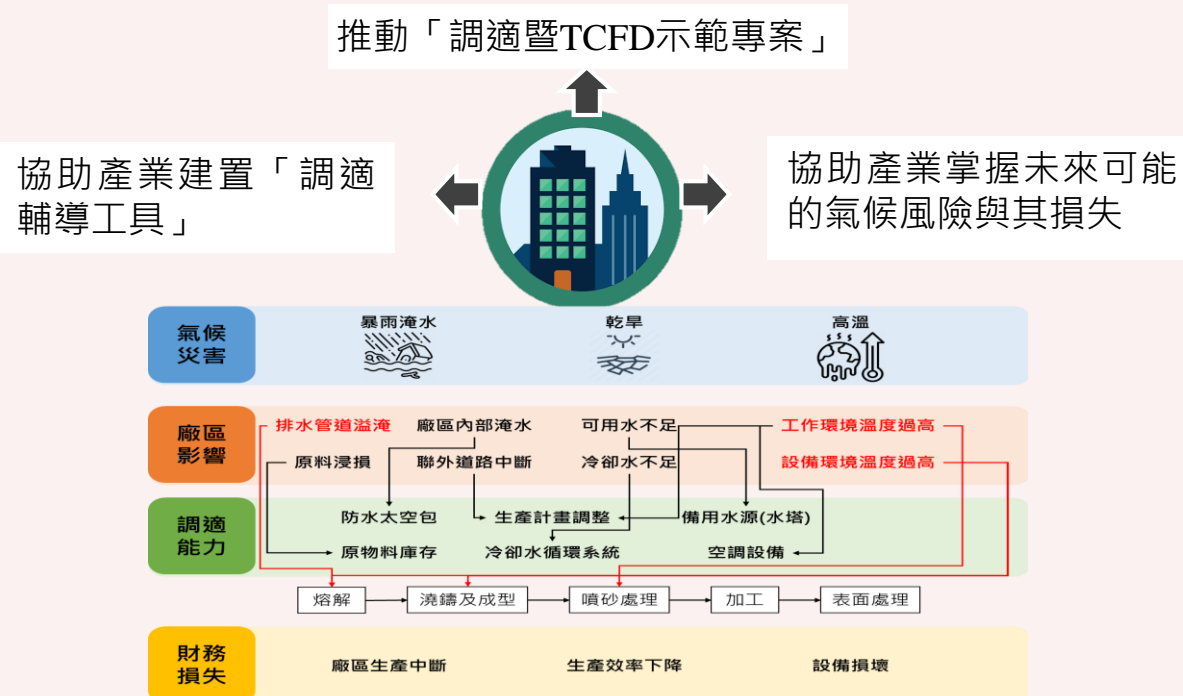 推動「調適暨TCFD示範專案」
協助產業建置「調適
輔導工具」
協助產業掌握未來可能
的氣候風險與其損失
氣候
災害
暴雨淹水
乾旱
高溫
廠區
影響
排水管道溢淹
廠區內部淹水
可用水不足
工作環境溫度過高
原料浸損
聯外道路中斷
冷卻水不足
設備環境溫度過高
調適
能力
防水太空包
生產計畫調整
備用水源(水塔)
原物料庫存
冷卻水循環系統
空調設備
熔解
澆鑄及成型
噴砂處理
加工
表面處理
財務
損失
廠區生產中斷
生產效率下降
設備損壞